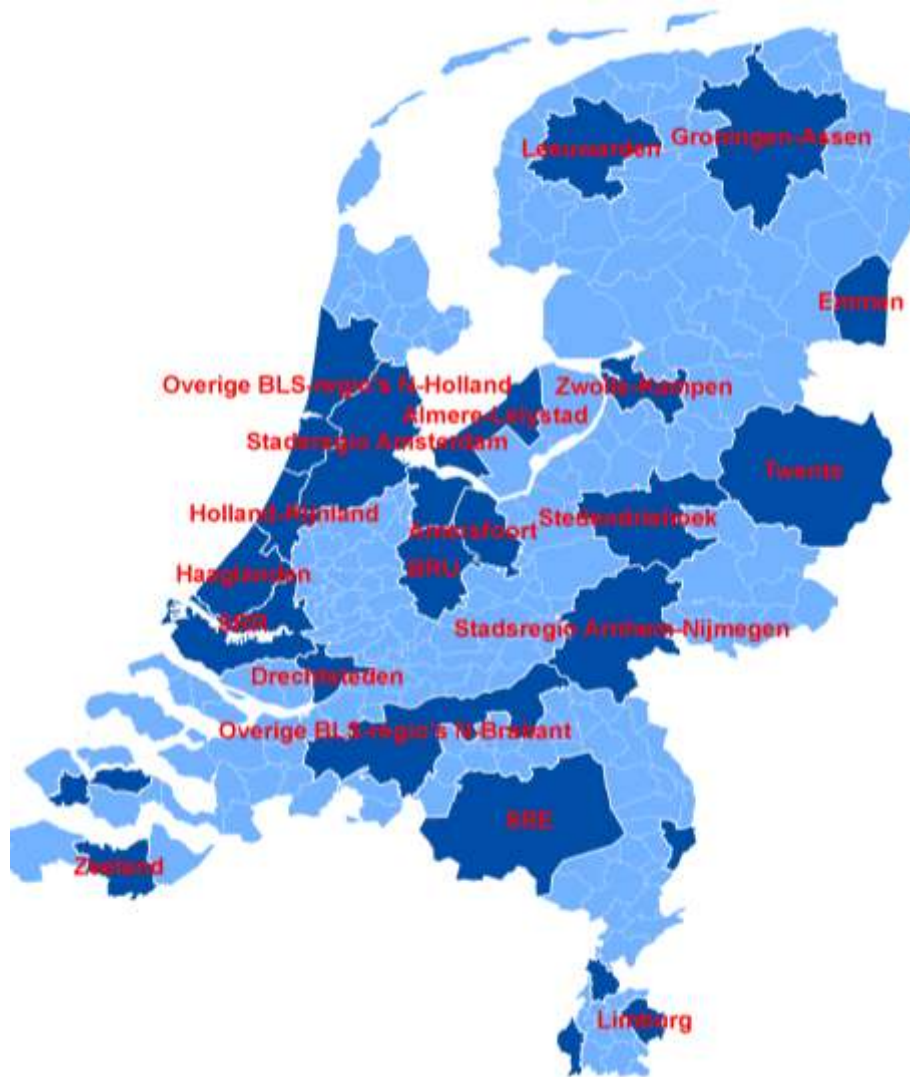 Groningen-Assen
Leeuwarden
Emmen
Overige BLS-regio's N-Holland
Zwolle-Kampen
Almere-Lelystad
Stadsregio Amsterdam
Twente
Holland Rijnland
Stedendriehoek
Amersfoort
BRU
Haaglanden
Stadsregio Arnhem-Nijmegen
Drechtsteden
Overige BLS-regio's N-Brabant
SRE
Zeeland
Limburg